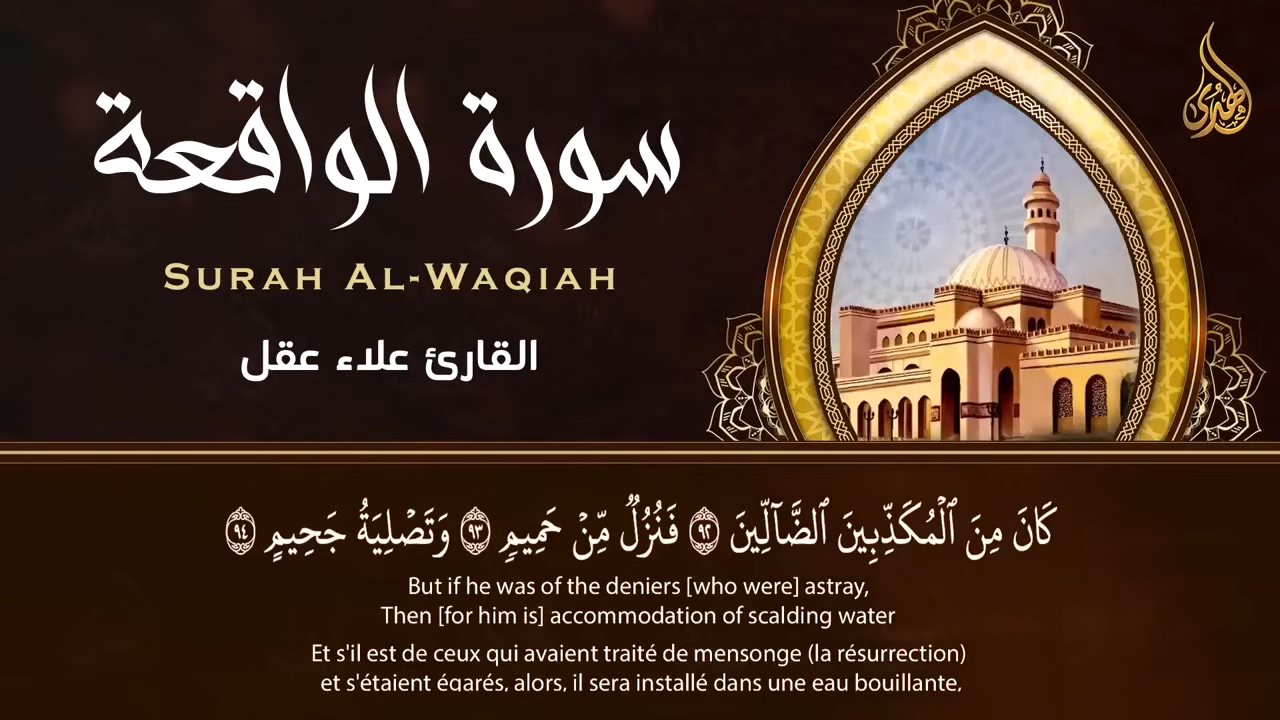 سورة الواقعة
SURAH AL-WAQIAH
القارئ علاء عقل
الهدى
كَانَ مِنَ ٱلْمُكَذِّبِينَ ٱلضَّآلِّينَ ٩٢ فَنُزُلٌ مِّنْ حَمِيمٍ ٩٣ وَتَصْلِيَةُ جَحِيمٍ ٩٤
But if he was of the deniers [who were] astray,
Then [for him is] accommodation of scalding water
Et s'il est de ceux qui avaient traité de mensonge (la résurrection)
et s'étaient égarés, alors, il sera installé dans une eau bouillante,